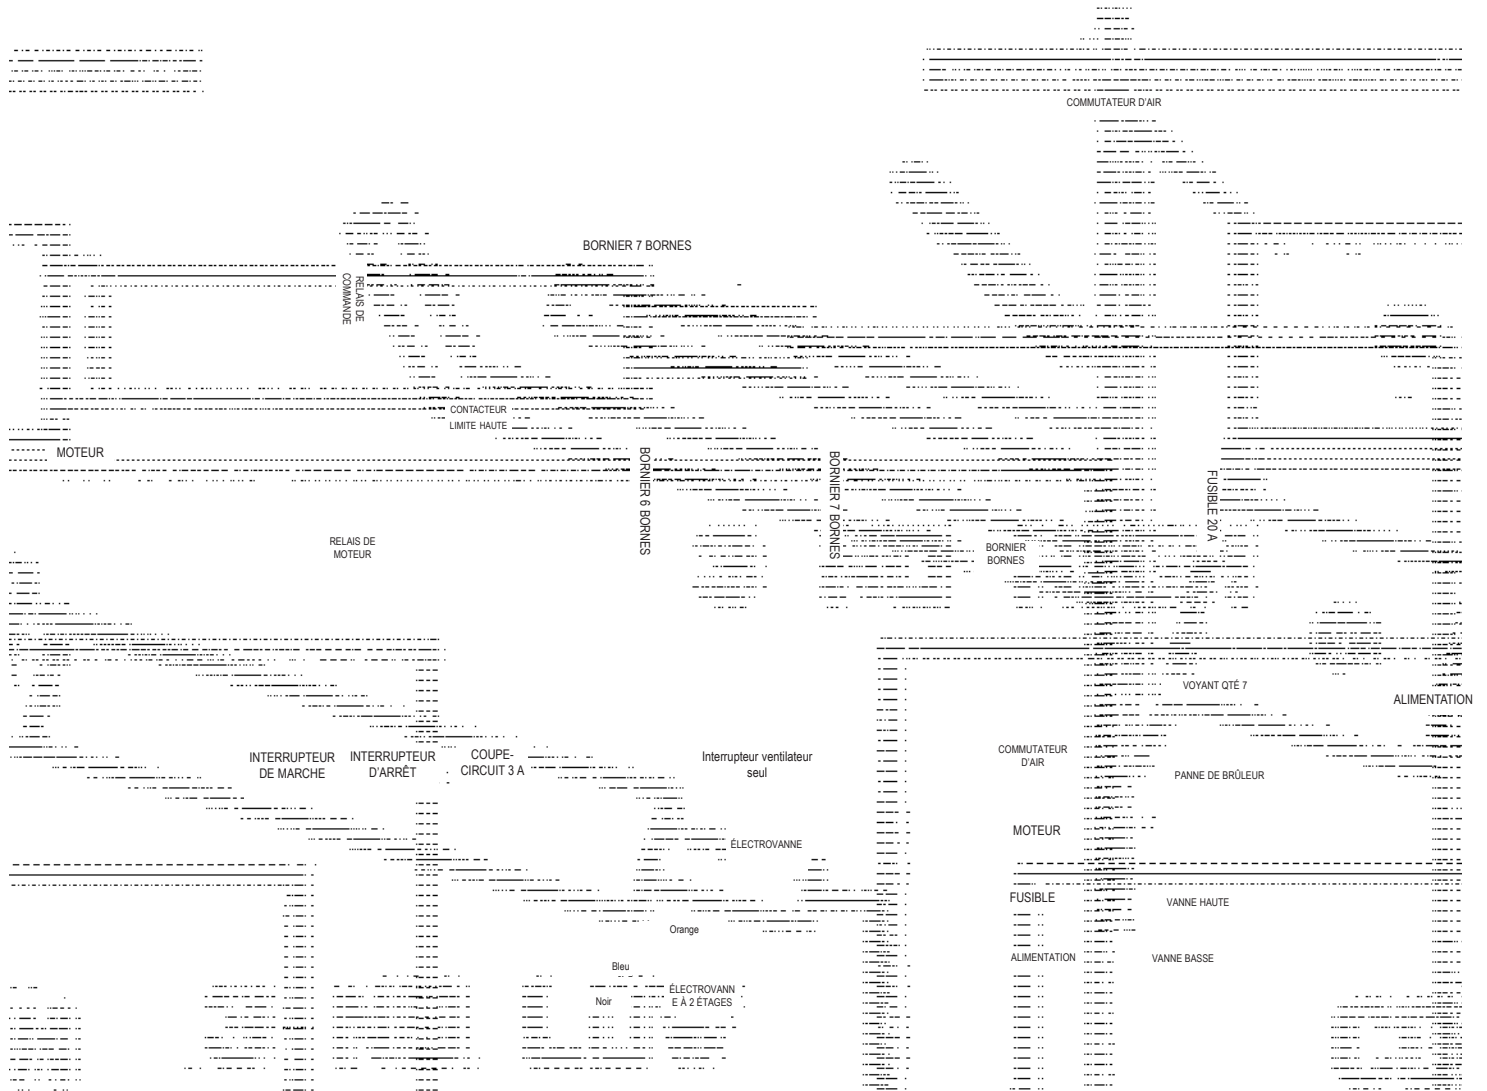 COMMUTATEUR D'AIR
BORNIER 7 BORNES
RELAIS DE
COMMANDE
CONTACTEUR
LIMITE HAUTE
MOTEUR
BORNIER 6 BORNES
BORNIER 7 BORNES
FUSIBLE 20 A
RELAIS DE
MOTEUR
BORNIER
BORNES
VOYANT QTÉ 7
ALIMENTATION
INTERRUPTEUR
DE MARCHE
INTERRUPTEUR
D'ARRÊT
COUPE-
CIRCUIT 3 A
Interrupteur ventilateur
seul
COMMUTATEUR
D'AIR
PANNE DE BRÛLEUR
MOTEUR
ÉLECTROVANNE
FUSIBLE
VANNE HAUTE
Orange
ALIMENTATION
VANNE BASSE
Bleu
ÉLECTROVANN
E À 2 ÉTAGES
Noir